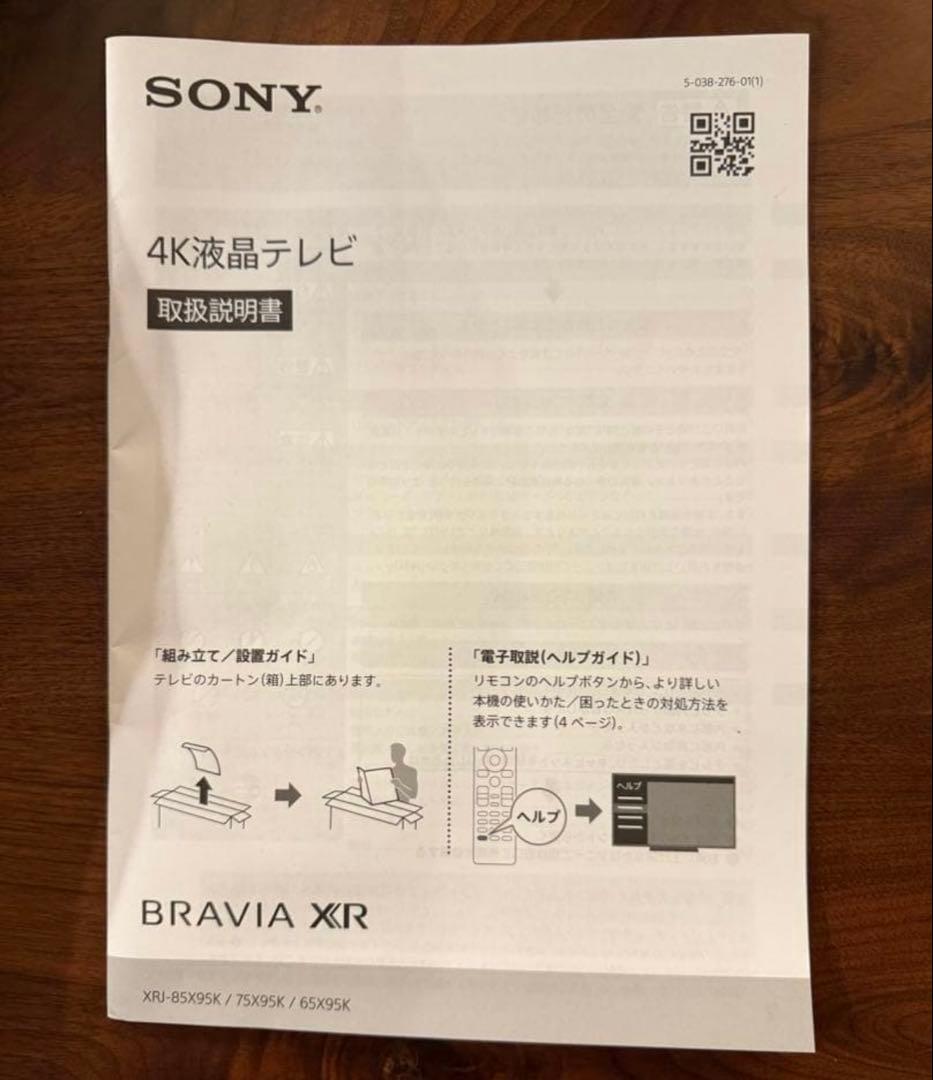 SONY®
5-038-276-01(1)
4K液晶テレビ
取扱説明書
「組み立て／設置ガイド」
テレビのカートン(箱)上部にあります。
「電子取説(ヘルプガイド)」
リモコンのヘルプボタンから、より詳しい
本機の使いかた／困ったときの対処方法を
表示できます(4 ページ)。
ヘルプ
ヘルプ
BRAVIA XR
XRJ-85X95K / 75X95K / 65X95K